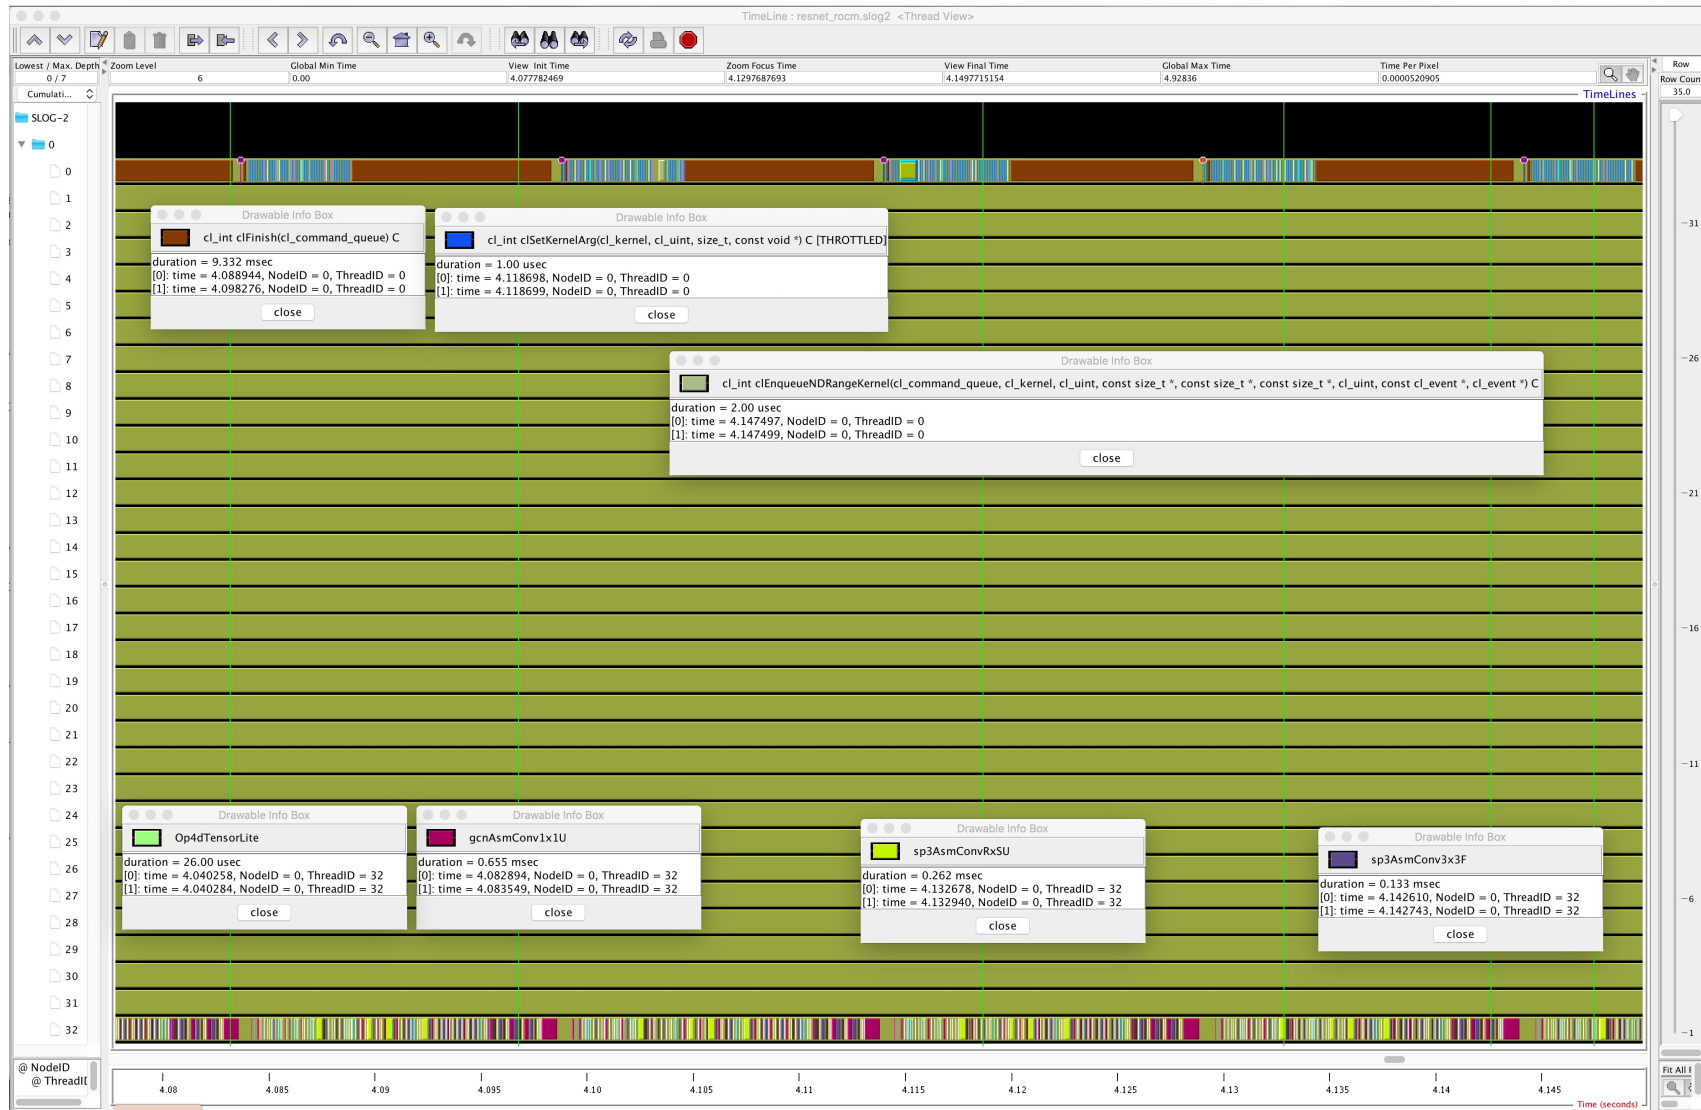 TimeLine : resnet_rocm.slog2 <Thread View>
Lowest / Max. Depth
0 / 7
Zoom Level
6
Global Min Time
0.00
View Init Time
4.077782469
Zoom Focus Time
4.1297687693
View Final Time
4.1497715154
Global Max Time
4.92836
Time Per Pixel
0.0000520905
Row
Row Coun
35.0
Cumulati...
TimeLines
SLOG-2
0
0
1
2
3
4
5
6
7
8
9
10
11
12
13
14
15
16
17
18
19
20
21
22
23
24
25
26
27
28
29
30
31
32
Drawable Info Box
cl_int clFinish(cl_command_queue) C
duration = 9.332 msec
[0]: time = 4.088944, NodeID = 0, ThreadID = 0
[1]: time = 4.098276, NodeID = 0, ThreadID = 0
close
Drawable Info Box
cl_int clSetKernelArg(cl_kernel, cl_uint, size_t, const void *) C [THROTTLED]
duration = 1.00 usec
[0]: time = 4.118698, NodeID = 0, ThreadID = 0
[1]: time = 4.118699, NodeID = 0, ThreadID = 0
close
Drawable Info Box
cl_int clEnqueueNDRangeKernel(cl_command_queue, cl_kernel, cl_uint, const size_t *, const size_t *, const size_t *, cl_uint, const cl_event *, cl_event *) C
duration = 2.00 usec
[0]: time = 4.147497, NodeID = 0, ThreadID = 0
[1]: time = 4.147499, NodeID = 0, ThreadID = 0
close
Drawable Info Box
Op4dTensorLite
duration = 26.00 usec
[0]: time = 4.040258, NodeID = 0, ThreadID = 32
[1]: time = 4.040284, NodeID = 0, ThreadID = 32
close
Drawable Info Box
gcnAsmConv1x1U
duration = 0.655 msec
[0]: time = 4.082894, NodeID = 0, ThreadID = 32
[1]: time = 4.083549, NodeID = 0, ThreadID = 32
close
Drawable Info Box
sp3AsmConvRxSU
duration = 0.262 msec
[0]: time = 4.132678, NodeID = 0, ThreadID = 32
[1]: time = 4.132940, NodeID = 0, ThreadID = 32
close
Drawable Info Box
sp3AsmConv3x3F
duration = 0.133 msec
[0]: time = 4.142610, NodeID = 0, ThreadID = 32
[1]: time = 4.142743, NodeID = 0, ThreadID = 32
close
31
26
21
16
11
6
1
@ NodeID
@ ThreadID
Fit All
4.08
4.085
4.09
4.095
4.10
4.105
4.11
4.115
4.12
4.125
4.13
4.135
4.14
4.145
Time (seconds)